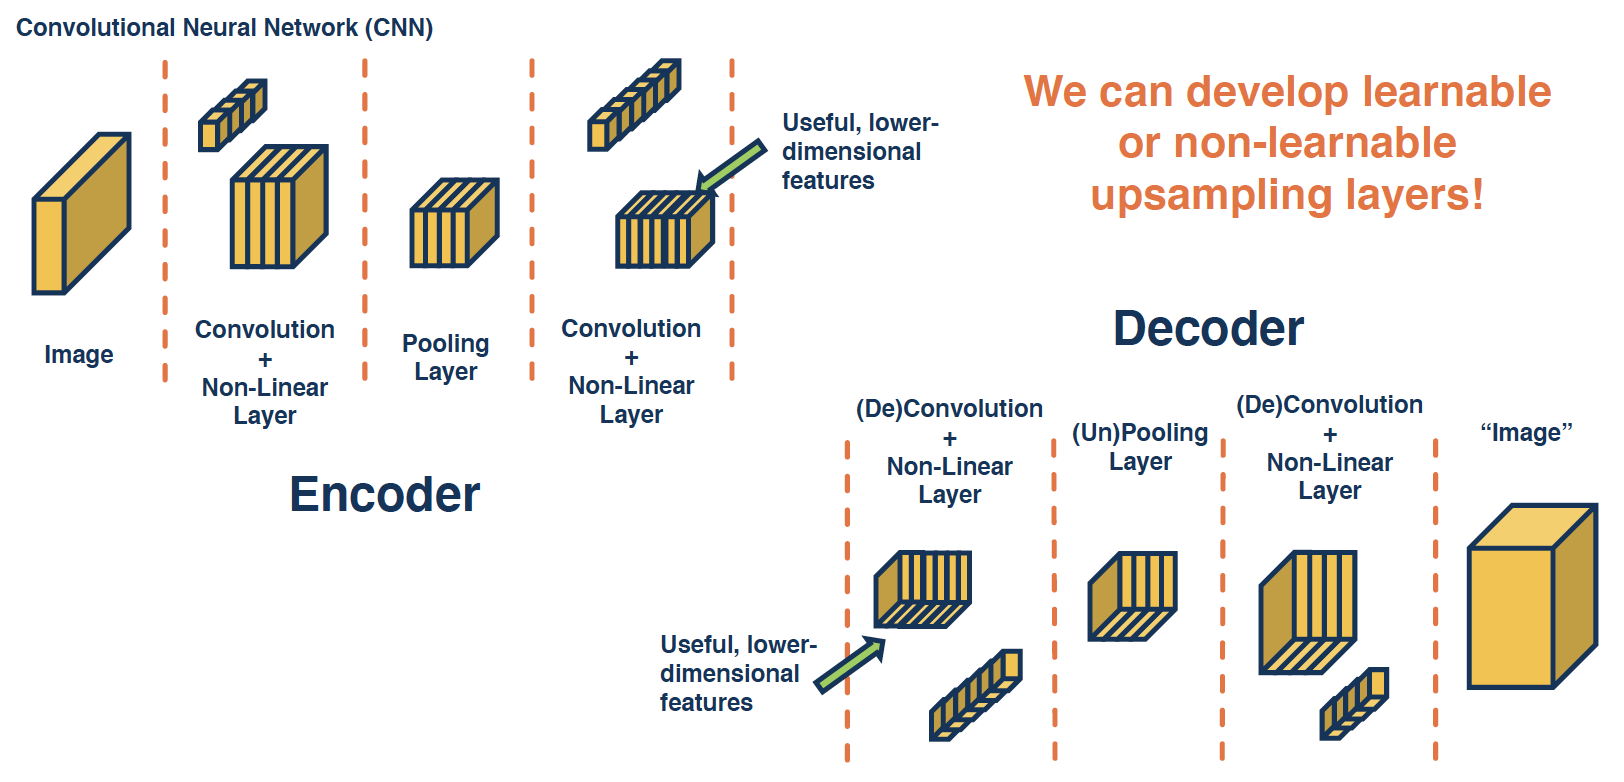 Convolutional Neural Network (CNN)
We can develop learnable
or non-learnable
upsampling layers!
Useful, lower-
dimensional
features
Image
Convolution
+
Non-Linear
Layer
Pooling
Layer
Convolution
+
Non-Linear
Layer
Encoder
Decoder
(De)Convolution
+
Non-Linear
Layer
(Un)Pooling
Layer
(De)Convolution
+
Non-Linear
Layer
“Image”
Useful, lower-
dimensional
features